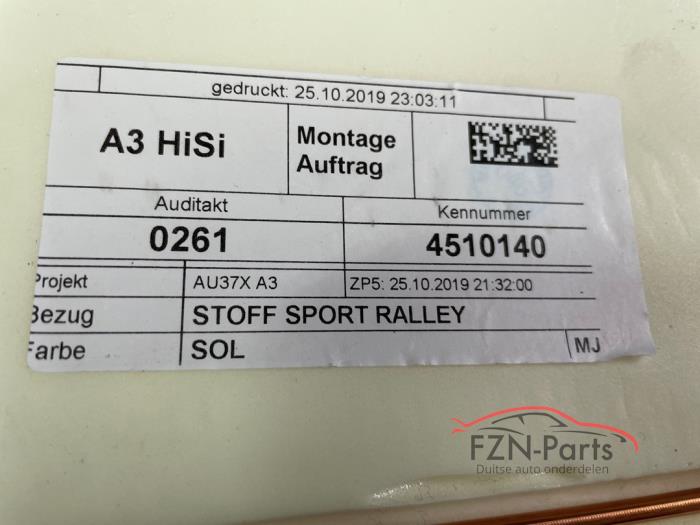 gedruckt: 25.10.2019 23:03:11
A3 HiSi
Montage
Auftrag
Auditakt
Kennummer
0261
4510140
Projekt
AU37X A3
ZP5: 25.10.2019 21:32:00
Bezug
STOFF SPORT RALLEY
Farbe
SOL
MJ
FZN-Parts
Duitse auto onderdelen